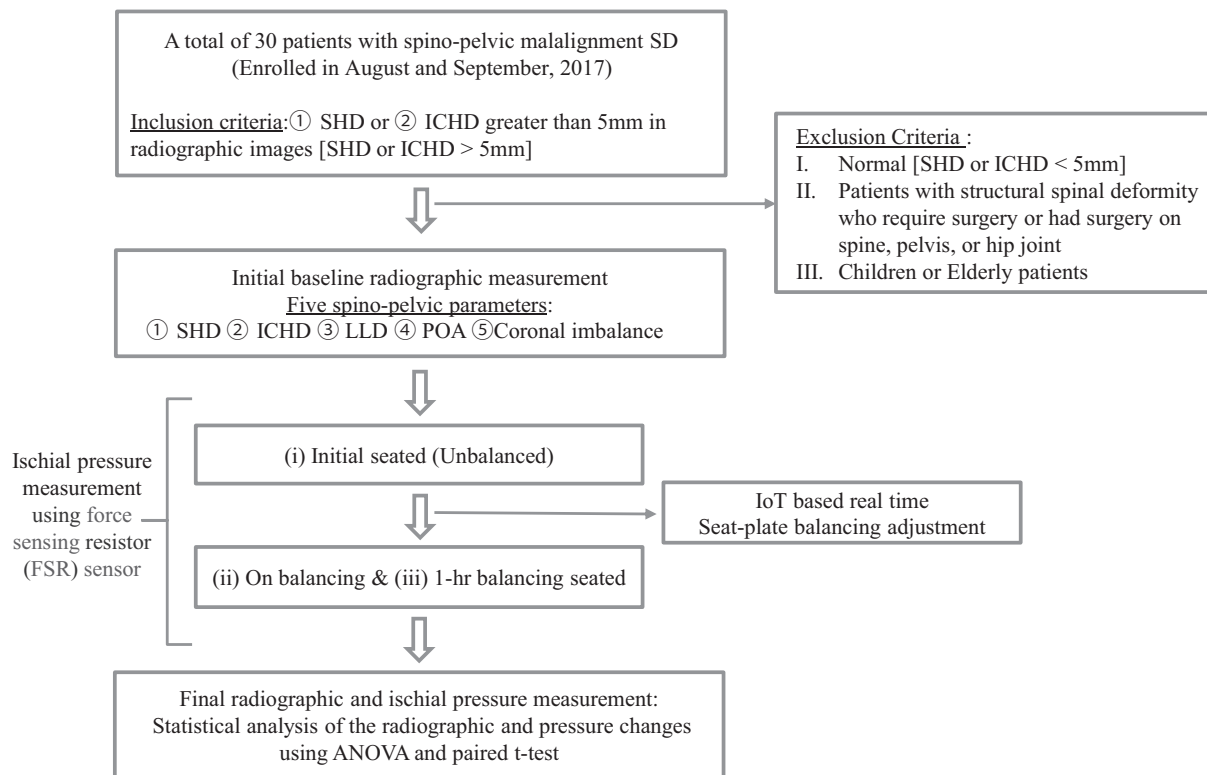 A total of 30 patients with spino-pelvic malalignment SD
(Enrolled in August and September, 2017)
Inclusion criteria:① SHD or ② ICHD greater than 5mm in
radiographic images [SHD or ICHD > 5mm]
Exclusion Criteria :
I. Normal [SHD or ICHD < 5mm]
II. Patients with structural spinal deformity
who require surgery or had surgery on
spine, pelvis, or hip joint
III. Children or Elderly patients
Initial baseline radiographic measurement
Five spino-pelvic parameters:
① SHD ② ICHD ③ LLD ④ POA ⑤Coronal imbalance
Ischial pressure
measurement
using force
sensing resistor
(FSR) sensor
(i) Initial seated (Unbalanced)
IoT based real time
Seat-plate balancing adjustment
(ii) On balancing & (iii) 1-hr balancing seated
Final radiographic and ischial pressure measurement:
Statistical analysis of the radiographic and pressure changes
using ANOVA and paired t-test